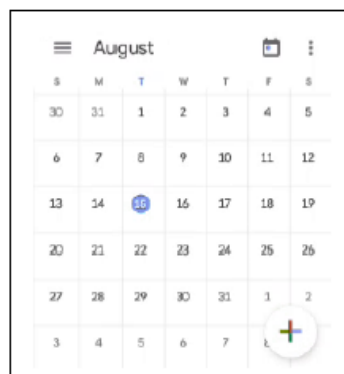 August
S M T W T F S
30 31 1 2 3 4 5
6 7 8 9 10 11 12
13 14 15 16 17 18 19
20 21 22 23 24 25 26
27 28 29 30 31 1 2
3 4 5 6 7 8